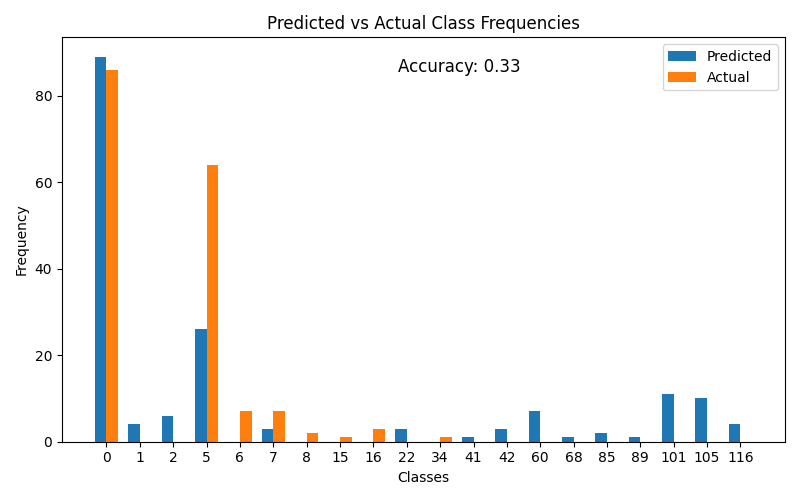 Predicted vs Actual Class Frequencies
Accuracy: 0.33
Predicted
Actual
Frequency
80
60
40
20
0
0 1 2 5 6 7 8 15 16 22 34 41 42 60 68 85 89 101 105 116
Classes